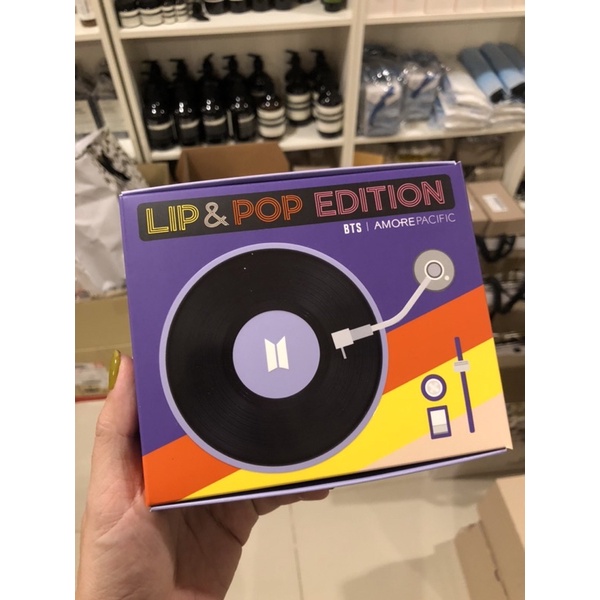 LIP & POP EDITION
BTS | AMOREPACIFIC